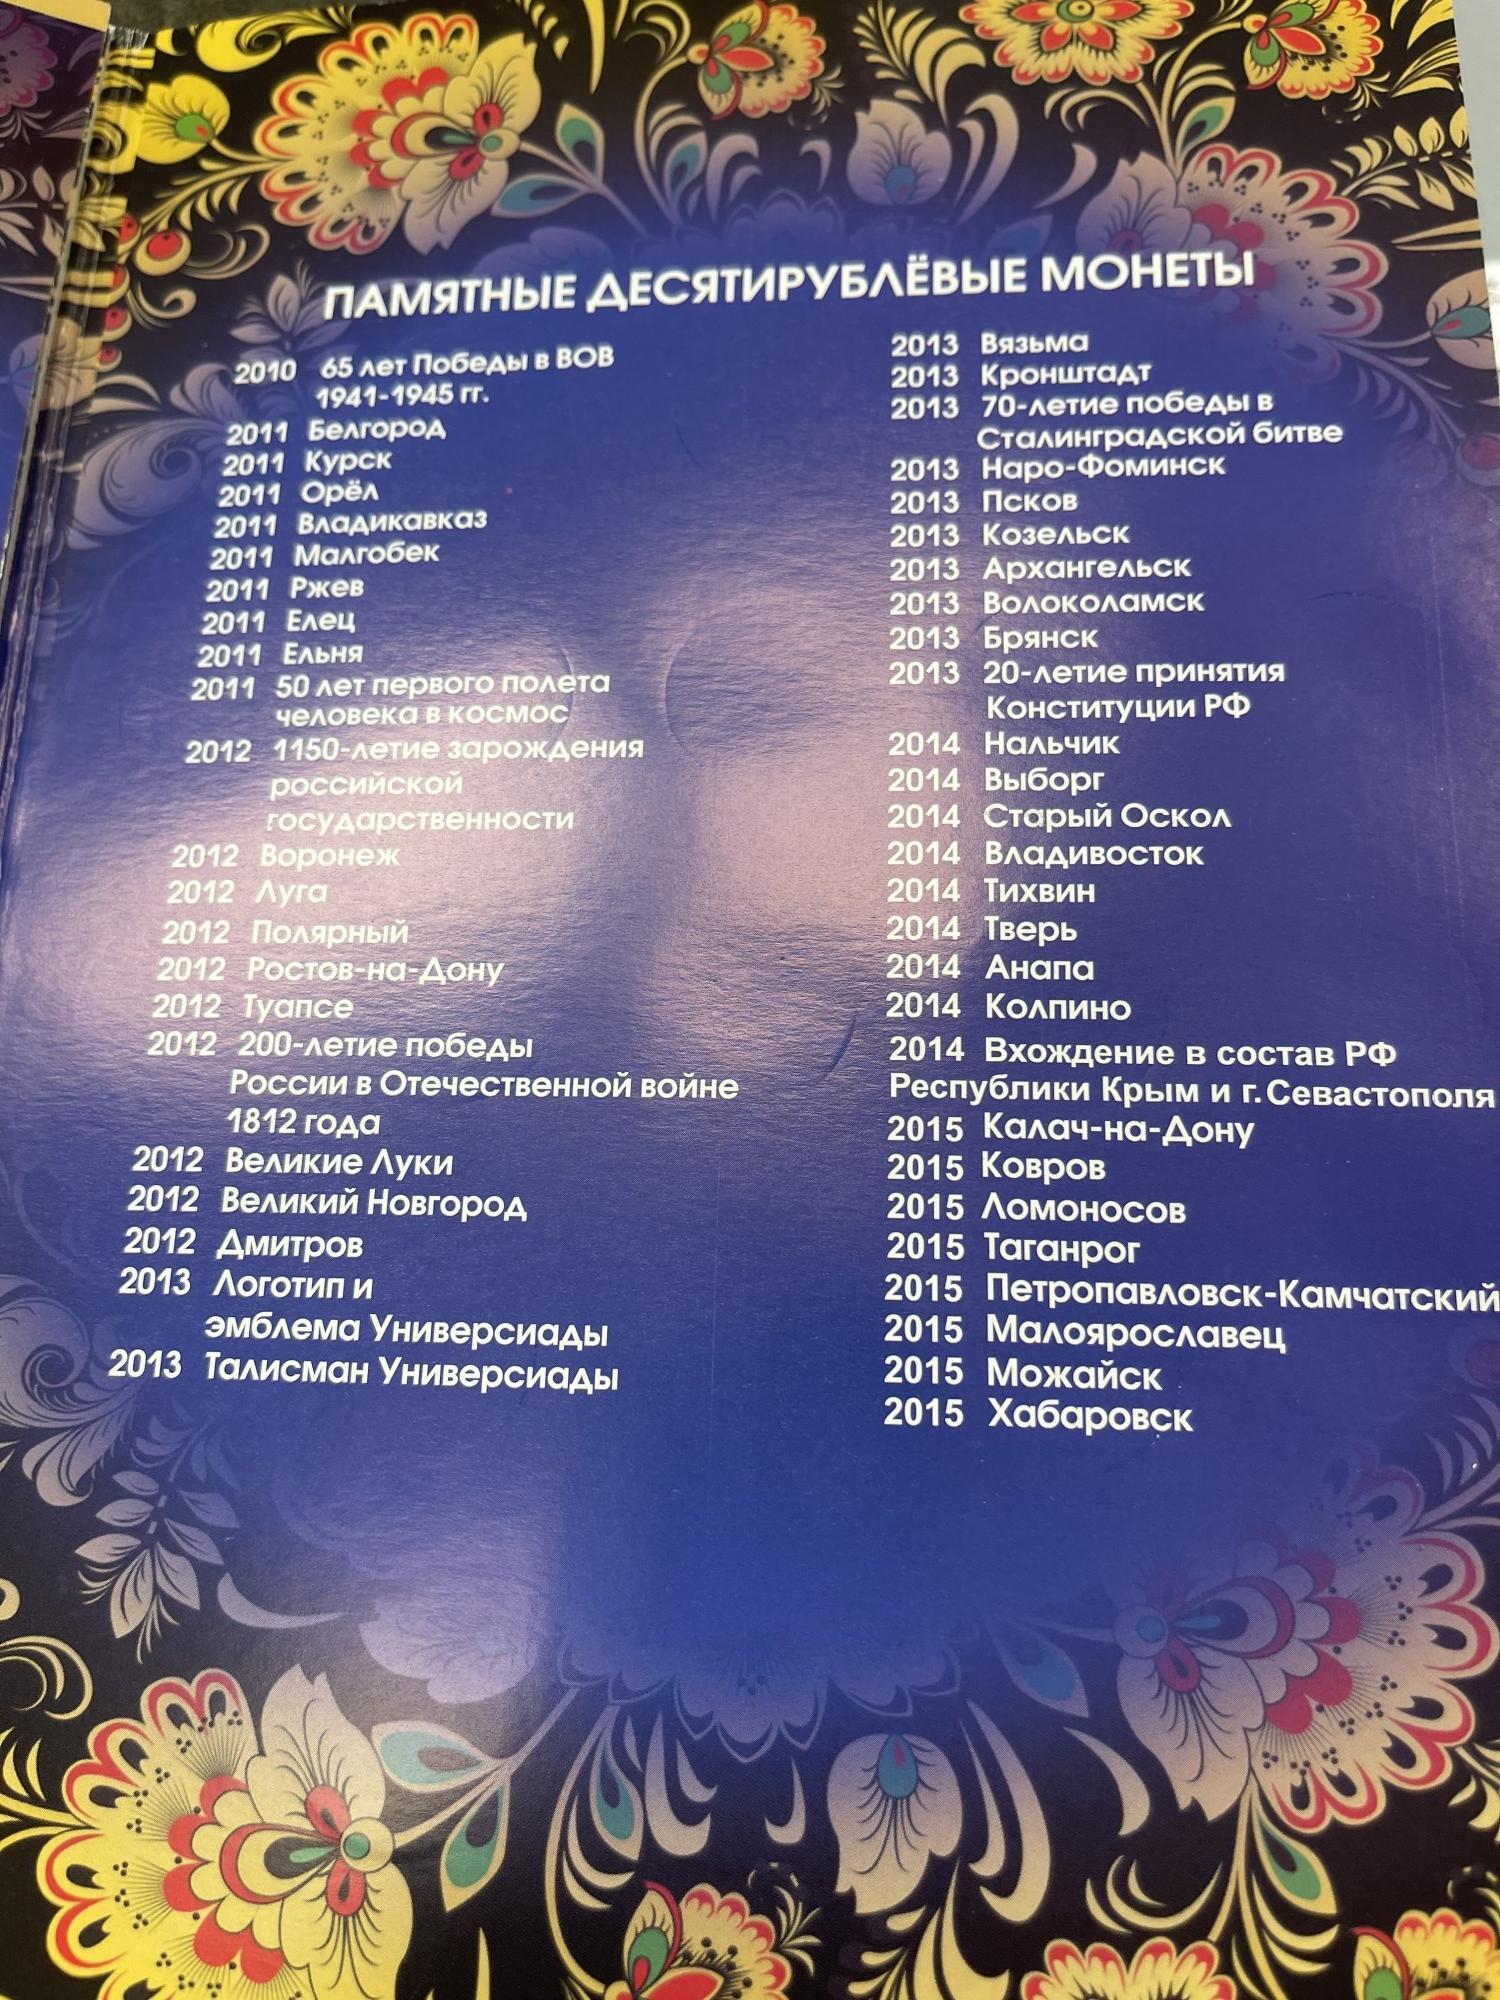 ПАМЯТНЫЕ ДЕСЯТИРУБЛЁВЫЕ МОНЕТЫ
2010 65 лет Победы в ВОВ
1941-1945 гг.
2011 Белгород
2011 Курск
2011 Орёл
2011 Владикавказ
2011 Малгобек
2011 Ржев
2011 Елец
2011 Ельня
2011 50 лет первого полета
человека в космос
2012 1150-летие зарождения
российской
государственности
2012 Воронеж
2012 Луга
2012 Полярный
2012 Ростов-на-Дону
2012 Туапсе
2012 200-летие победы
России в Отечественной войне
1812 года
2012 Великие Луки
2012 Великий Новгород
2012 Дмитров
2013 Логотип и
эмблема Универсиады
2013 Талисман Универсиады
2013 Вязьма
2013 Кронштадт
2013 70-летие победы в
Сталинградской битве
2013 Наро-Фоминск
2013 Псков
2013 Козельск
2013 Архангельск
2013 Волоколамск
2013 Брянск
2013 20-летие принятия
Конституции РФ
2014 Нальчик
2014 Выборг
2014 Старый Оскол
2014 Владивосток
2014 Тихвин
2014 Тверь
2014 Анапа
2014 Колпино
2014 Вхождение в состав РФ
Республики Крым и г. Севастополя
2015 Калач-на-Дону
2015 Ковров
2015 Ломоносов
2015 Таганрог
2015 Петропавловск-Камчатский
2015 Малоярославец
2015 Можайск
2015 Хабаровск